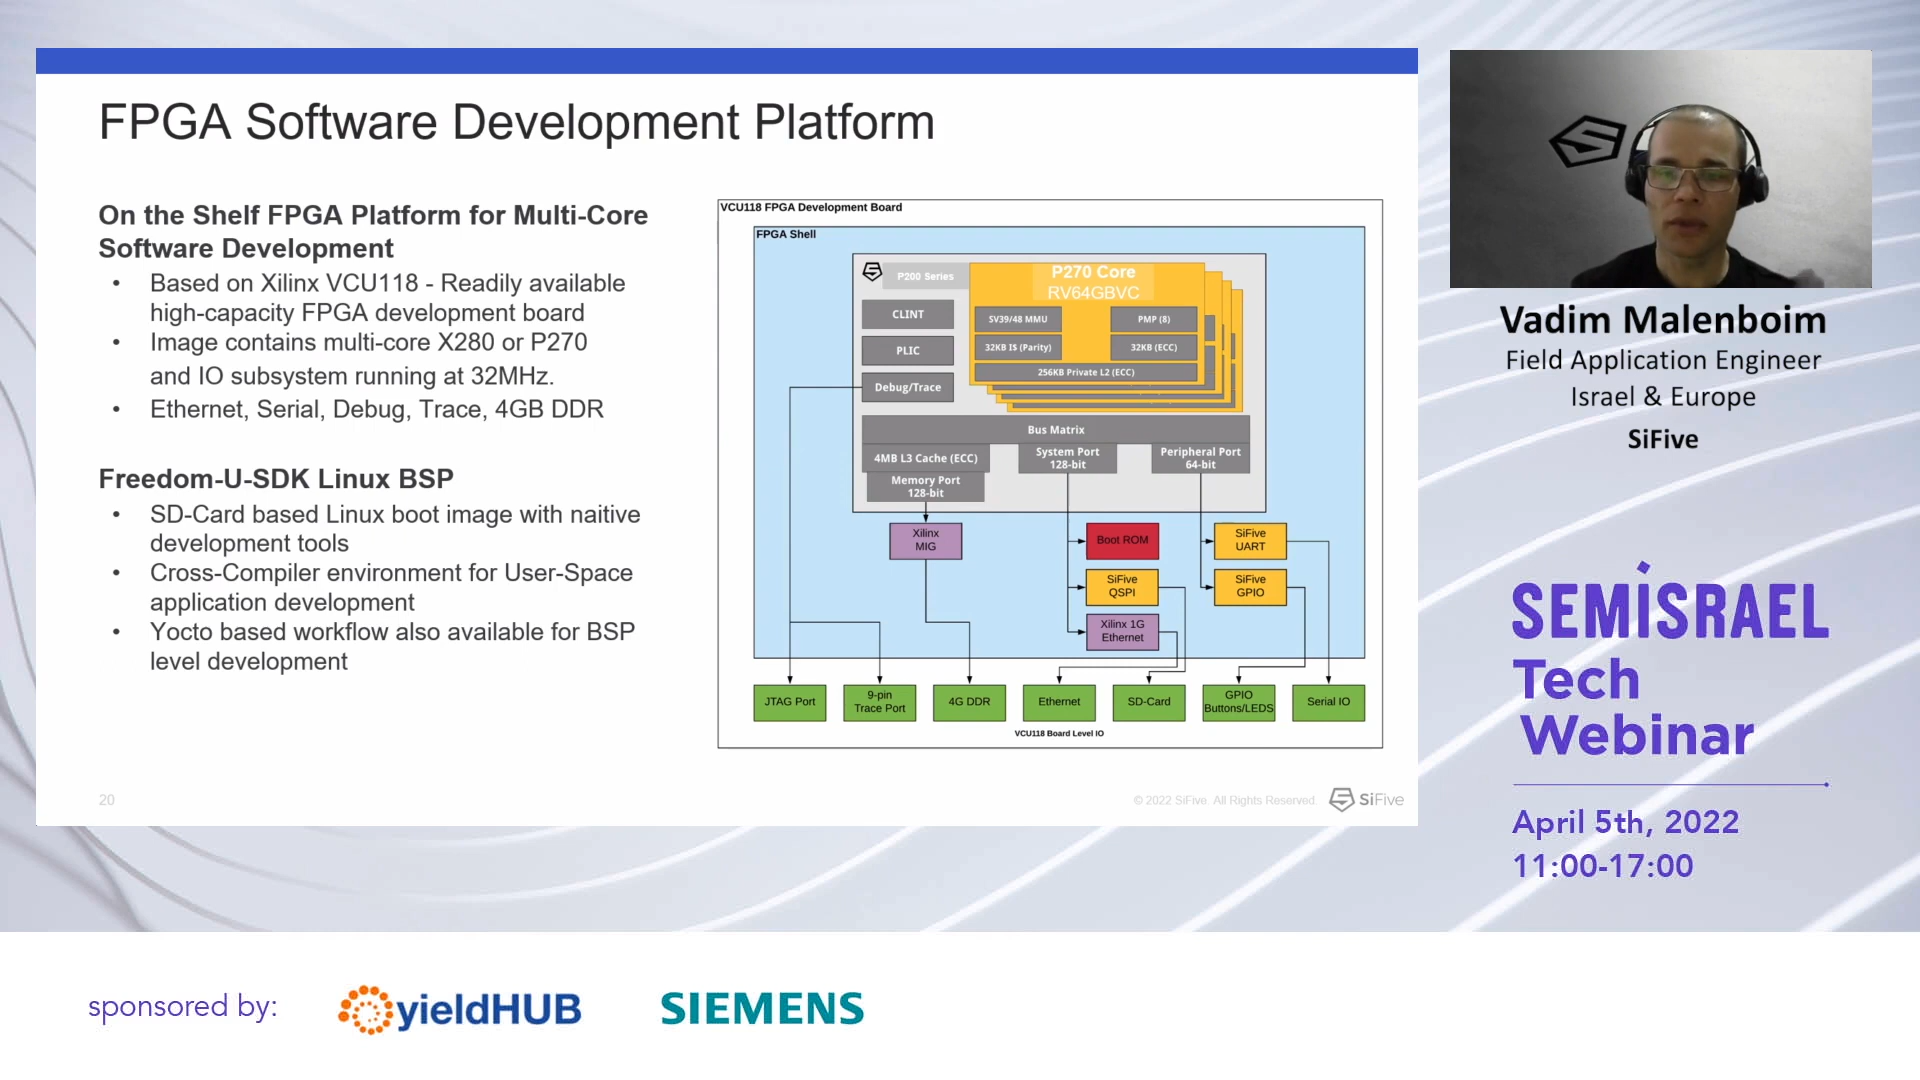 FPGA Software Development Platform
On the Shelf FPGA Platform for Multi-Core
Software Development
• Based on Xilinx VCU118 - Readily available
high-capacity FPGA development board
• Image contains multi-core X280 or P270
and IO subsystem running at 32MHz.
• Ethernet, Serial, Debug, Trace, 4GB DDR
Freedom-U-SDK Linux BSP
• SD-Card based Linux boot image with naitive
development tools
• Cross-Compiler environment for User-Space
application development
• Yocto based workflow also available for BSP
level development
VCU118 FPGA Development Board
FPGA Shell
P200 Series
P270 Core
RV64GBVC
CLINT
SV39/48 MMU
PMP (8)
PLIC
32KB I$ (Parity)
32KB (ECC)
256KB Private L2 (ECC)
Debug/Trace
Bus Matrix
4MB L3 Cache (ECC)
System Port
128-bit
Peripheral Port
64-bit
Memory Port
128-bit
Xilinx
MIG
Boot ROM
SiFive
UART
SiFive
QSPI
SiFive
GPIO
Xilinx 1G
Ethernet
JTAG Port
9-pin
Trace Port
4G DDR
Ethernet
SD-Card
GPIO
Buttons/LEDS
Serial IO
VCU118 Board Level IO
20
© 2022 SiFive. All Rights Reserved.
SiFive
Vadim Malenboim
Field Application Engineer
Israel & Europe
SiFive
SEMISRAEL
Tech
Webinar
April 5th, 2022
11:00-17:00
sponsored by:
yieldHUB
SIEMENS